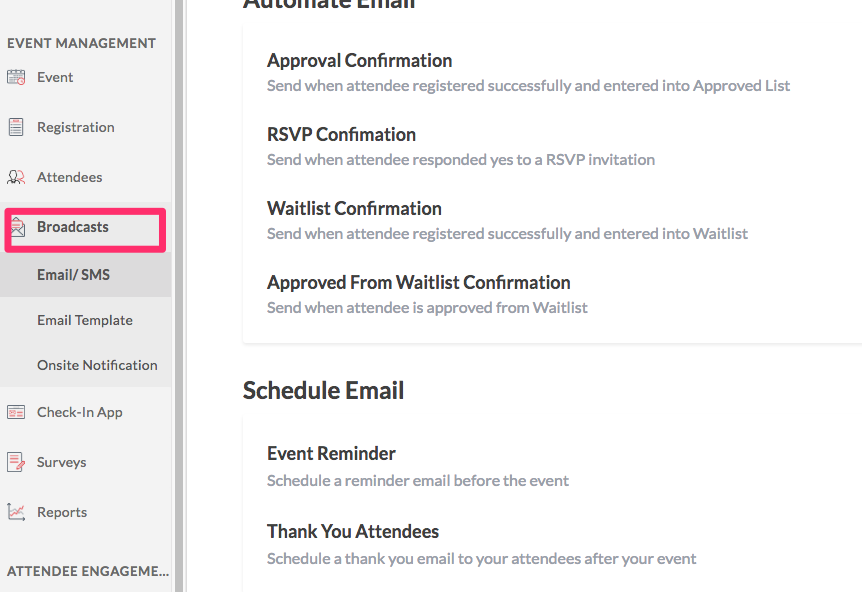 EVENT MANAGEMENT
Event
Registration
Attendees
Broadcasts
Email/ SMS
Email Template
Onsite Notification
Check-In App
Surveys
Reports
ATTENDEE ENGAGEME...
Automate Email
Approval Confirmation
Send when attendee registered successfully and entered into Approved List
RSVP Confimation
Send when attendee responded yes to a RSVP invitation
Waitlist Confirmation
Send when attendee registered successfully and entered into Waitlist
Approved From Waitlist Confirmation
Send when attendee is approved from Waitlist
Schedule Email
Event Reminder
Schedule a reminder email before the event
Thank You Attendees
Schedule a thank you email to your attendees after your event